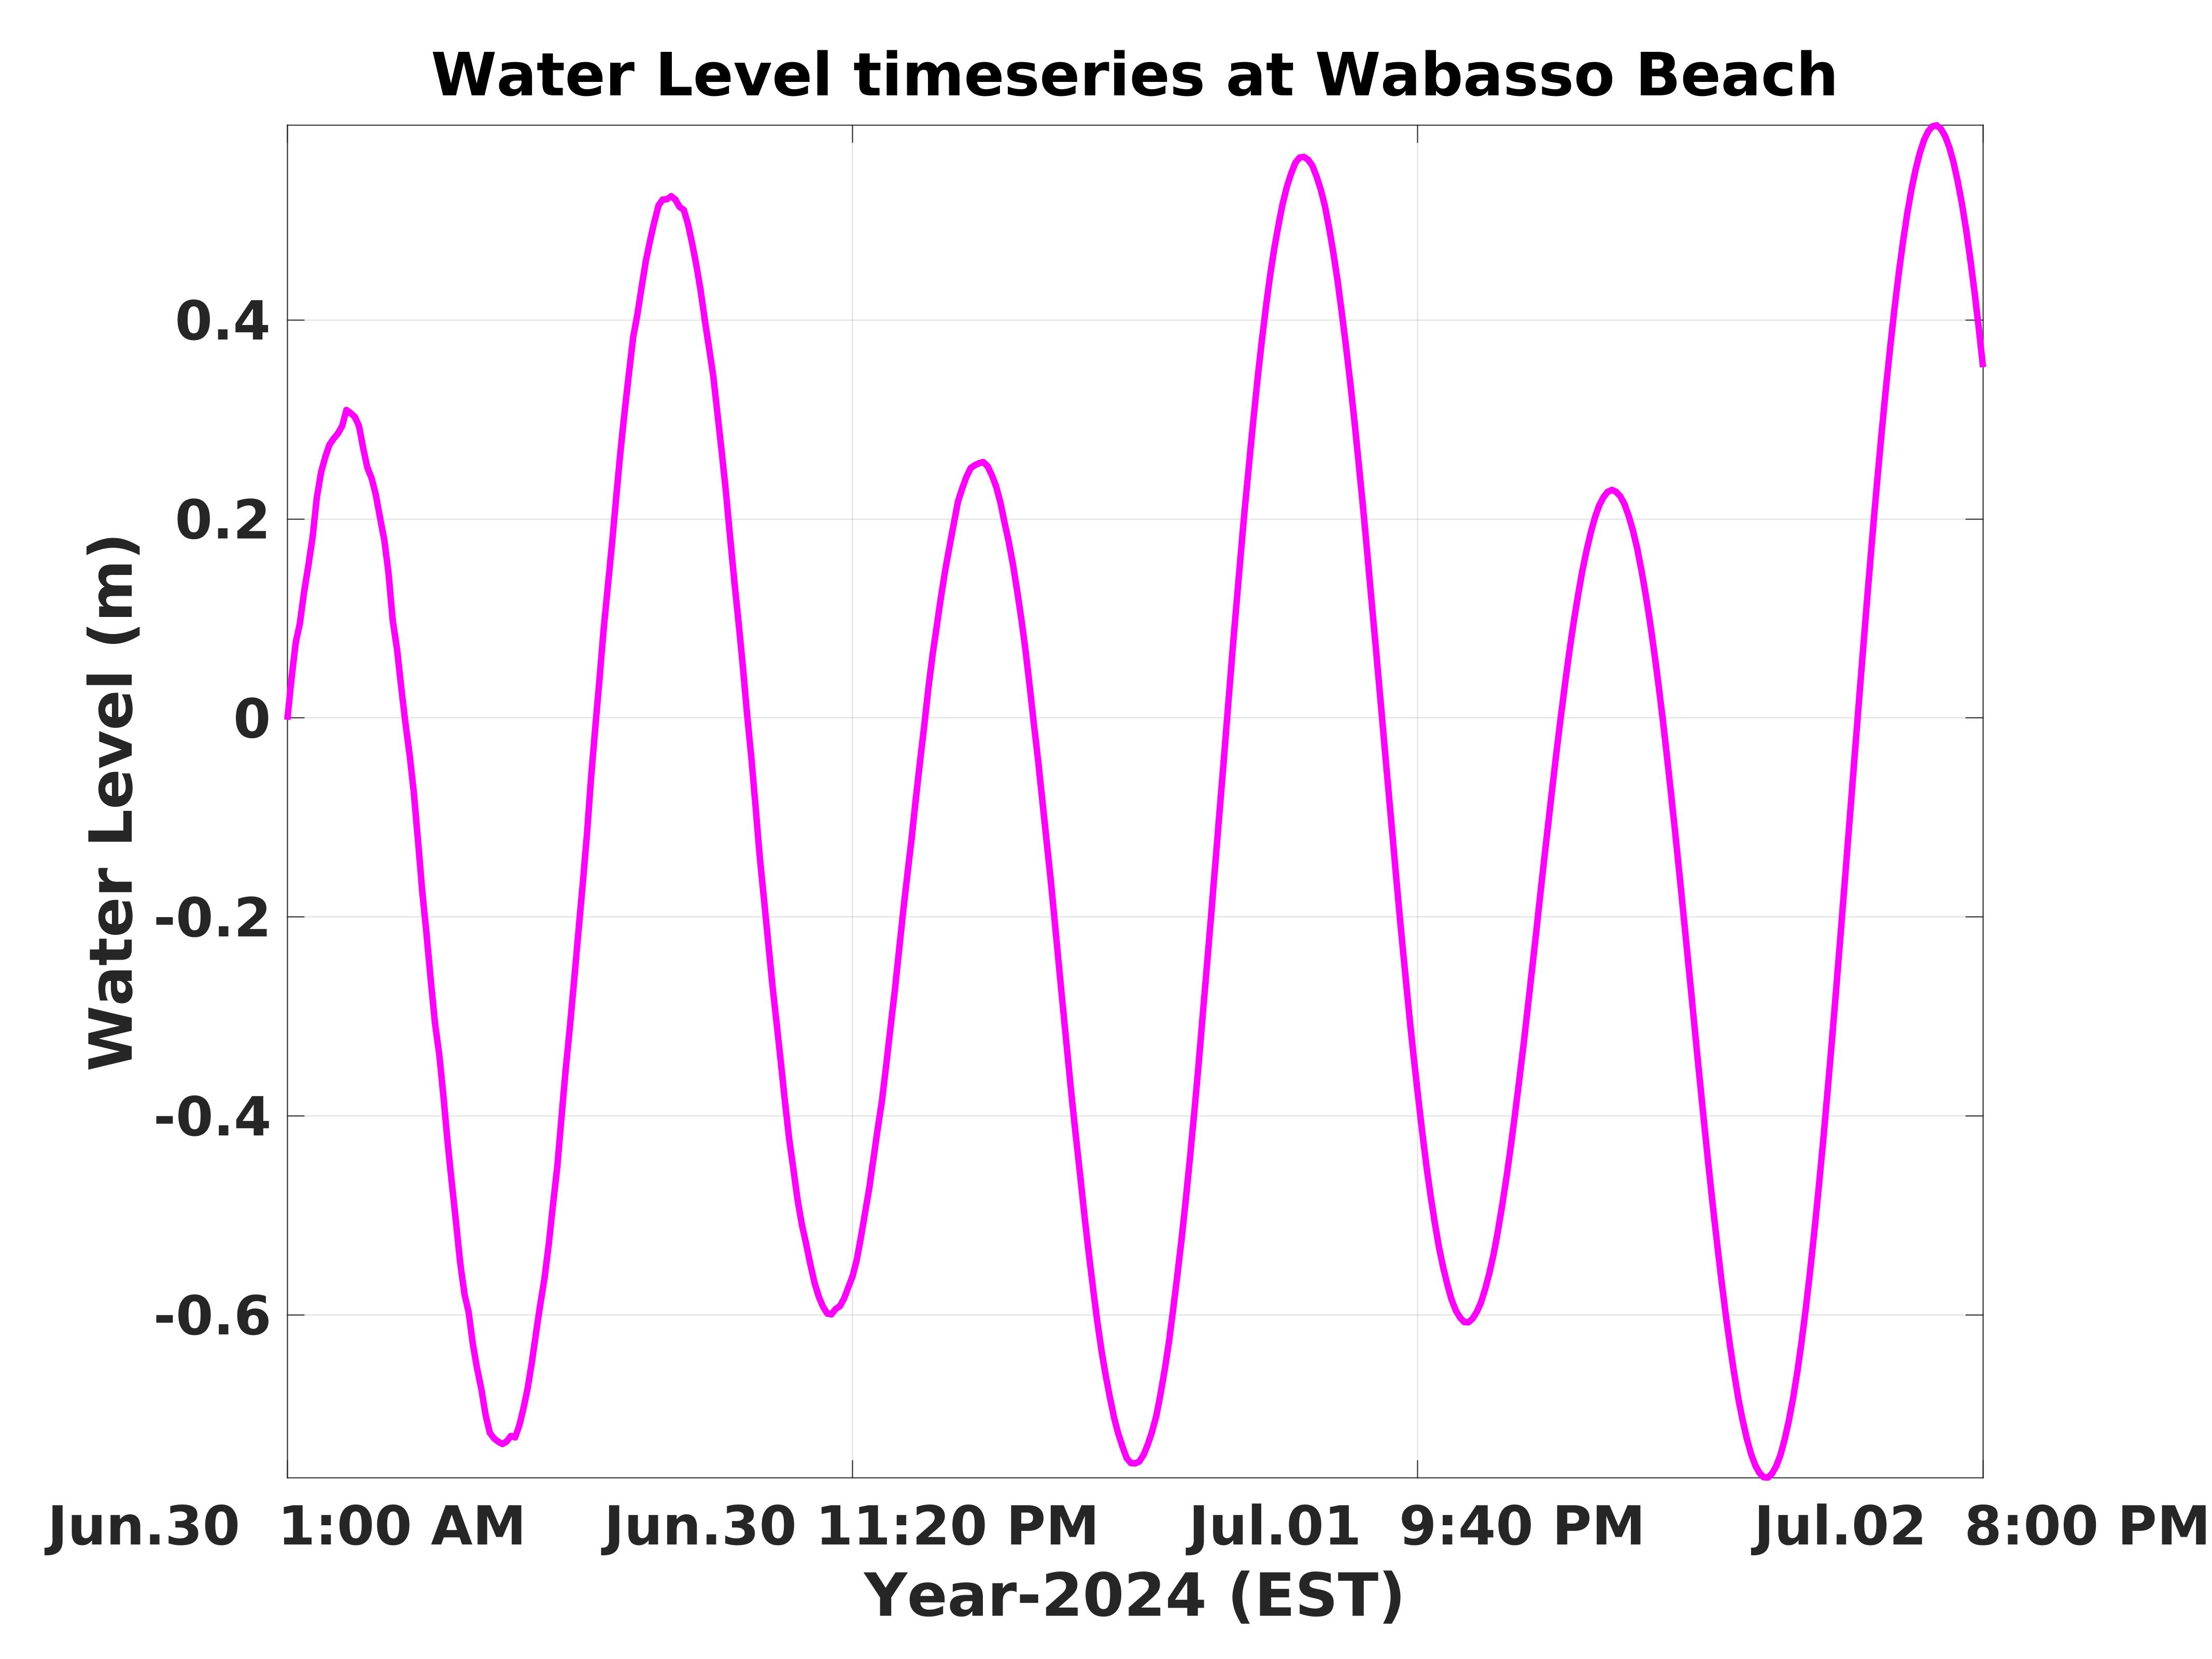 Water Level timeseries at Wabasso Beach
Water Level (m)
0.4
0.2
0
-0.2
-0.4
-0.6
Jun.30  1:00 AM
Jun.30 11:20 PM
Jul.01  9:40 PM
Jul.02  8:00 PM
Year-2024 (EST)